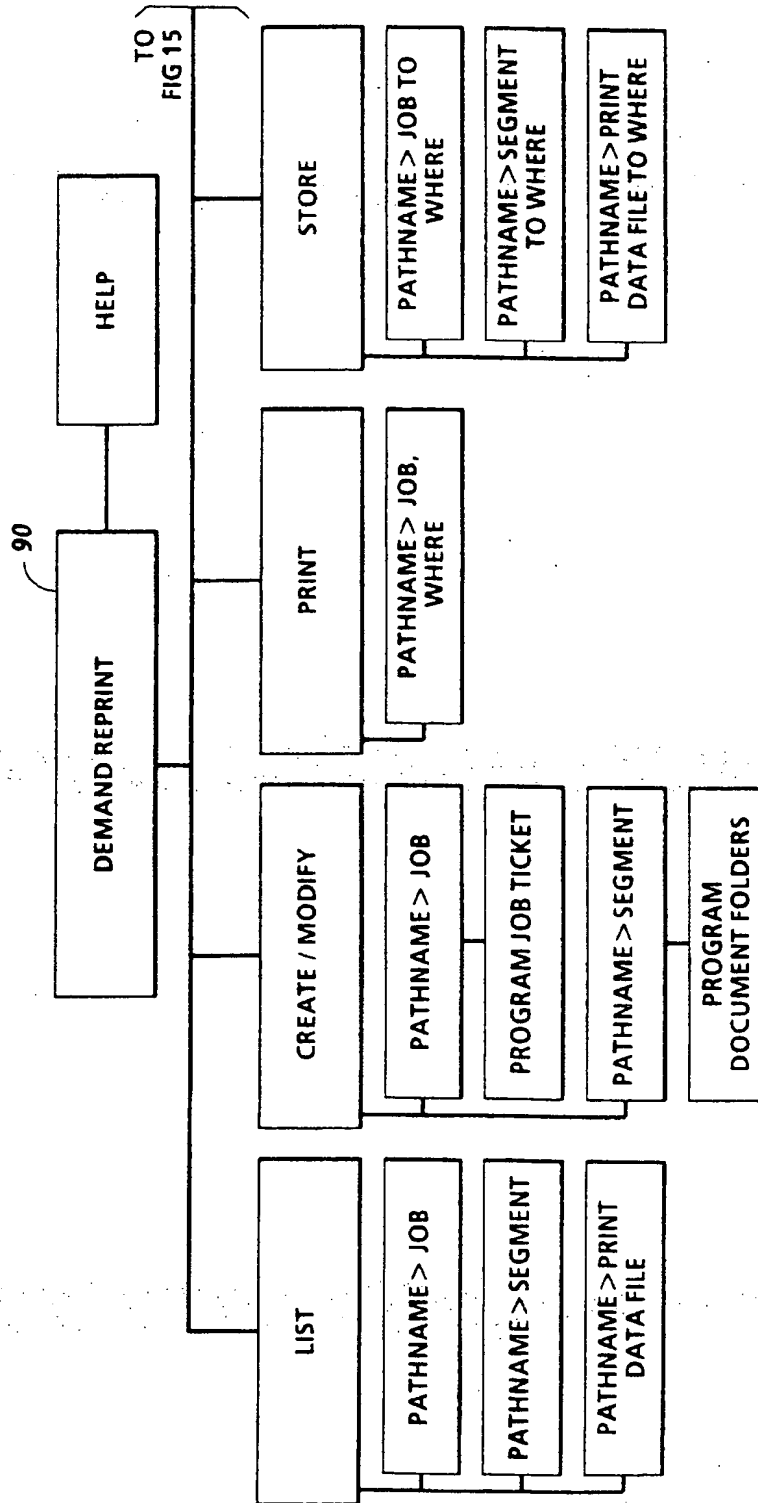 90
DEMAND REPRINT
HELP
TO
FIG 15
LIST
PATHNAME > JOB
PATHNAME > SEGMENT
PATHNAME > PRINT
DATA FILE
CREATE / MODIFY
PATHNAME > JOB
PROGRAM JOB TICKET
PATHNAME > SEGMENT
PROGRAM
DOCUMENT FOLDERS
PRINT
PATHNAME > JOB,
WHERE
STORE
PATHNAME > JOB TO
WHERE
PATHNAME > SEGMENT
TO WHERE
PATHNAME > PRINT
DATA FILE TO WHERE